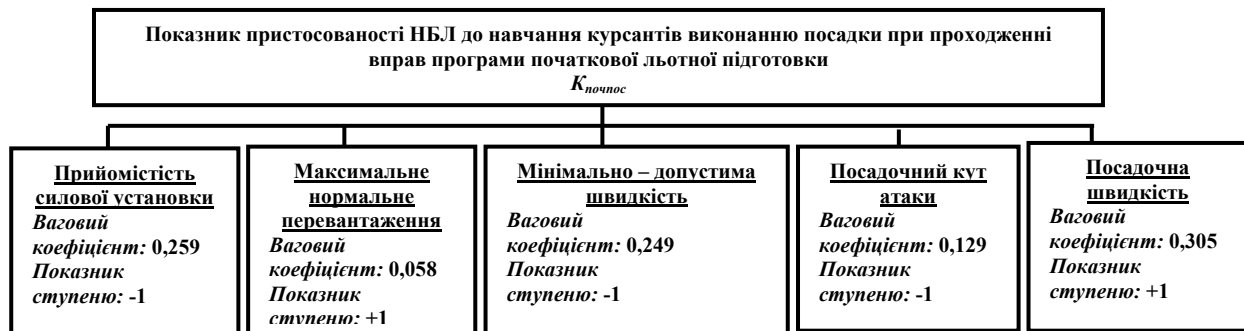 Показник пристосованості НБЛ до навчання курсантів виконанню посадки при проходженні
вправ програми початкової льотної підготовки
Кпочпос
Прийомистість
силової установки
Ваговий
коефіцієнт: 0,259
Показник
ступеню: -1
Максимальне
нормальне
перевантаження
Ваговий
коефіцієнт: 0,058
Показник
ступеню: +1
Мінімально – допустима
швидкість
Ваговий
коефіцієнт: 0,249
Показник
ступеню: -1
Посадочний кут
атаки
Ваговий
коефіцієнт: 0,129
Показник
ступеню: -1
Посадочна
швидкість
Ваговий
коефіцієнт: 0,305
Показник
ступеню: +1